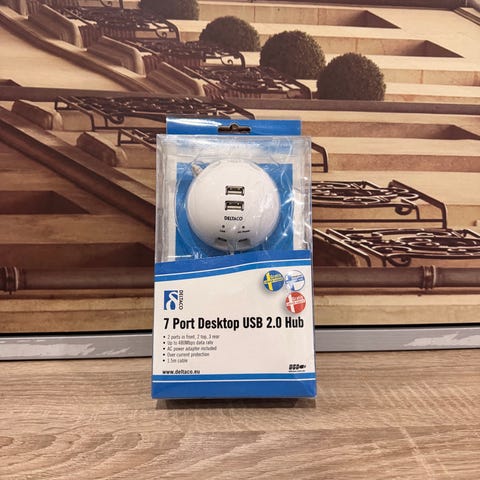 DELTACO
DELTACO
7 Port Desktop USB 2.0 Hub
• 2 ports in front, 2 top, 3 rear
• Up to 480Mbps data rate
• AC power adapter included
• Over current protection
• 1.5m cable
www.deltaco.eu